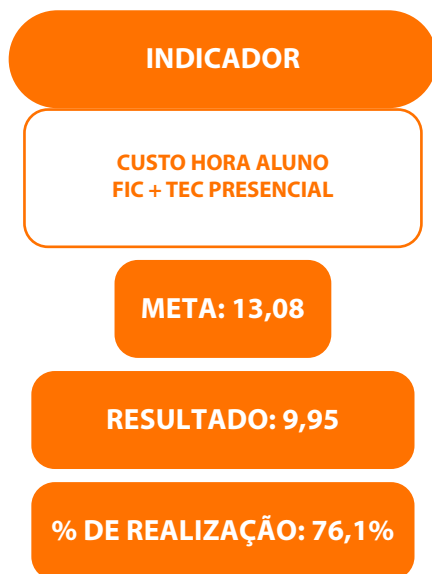 INDICADOR
CUSTO HORA ALUNO
FIC + TEC PRESENCIAL
META: 13,08
RESULTADO: 9,95
% DE REALIZAÇÃO: 76,1%